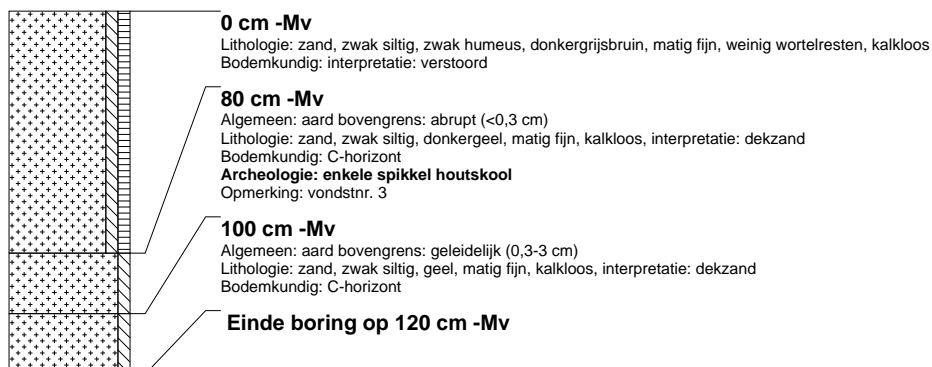 0 cm -Mv
Lithologie: zand, zwak siltig, zwak humeus, donkergrijsbruin, matig fijn, weinig wortelresten, kalkloos
Bodemkundig: interpretatie: verstoord
80 cm -Mv
Algemeen: aard bovengrens: abrupt (<0,3 cm)
Lithologie: zand, zwak siltig, donkergeel, matig fijn, kalkloos, interpretatie: dekzand
Bodemkundig: C-horizont
Archeologie: enkele spikkel houtskool
Opmerking: vondstnr. 3
100 cm -Mv
Algemeen: aard bovengrens: geleidelijk (0,3-3 cm)
Lithologie: zand, zwak siltig, geel, matig fijn, kalkloos, interpretatie: dekzand
Bodemkundig: C-horizont
Einde boring op 120 cm -Mv